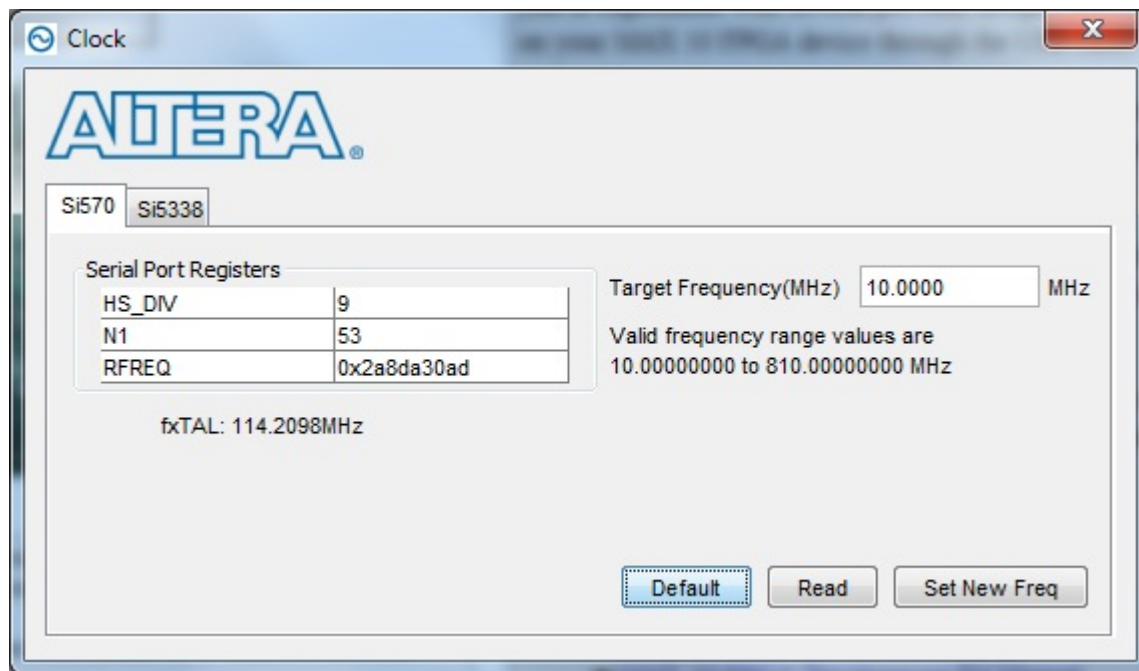 Clock
ALTERA®
Si570 Si5338
Serial Port Registers
HS_DIV 9
N1 53
RFREQ 0x2a8da30ad
fxTAL: 114.2098MHz
Target Frequency(MHz) 10.0000 MHz
Valid frequency range values are
10.00000000 to 810.00000000 MHz
Default Read Set New Freq